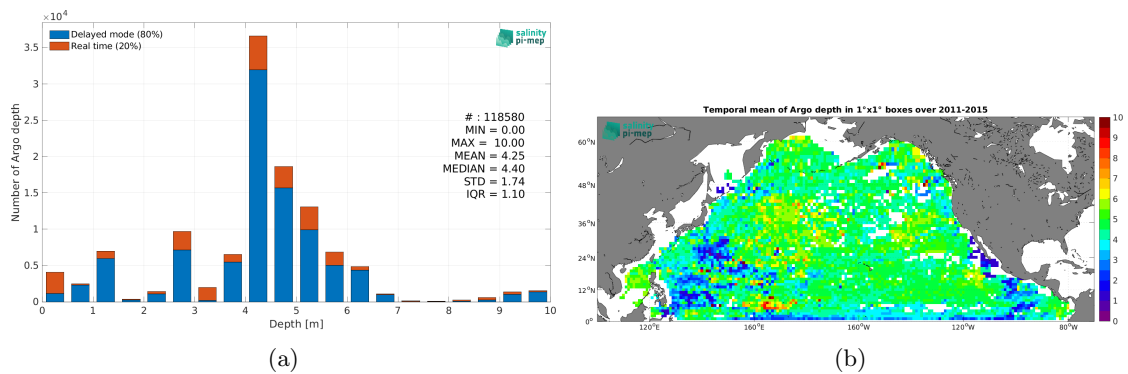 ×10⁴
Delayed mode (80%)
Real time (20%)
salinity
pi-mep
3.5
3
2.5
2
1.5
1
0.5
0
Number of Argo depth
# : 118580
MIN = 0.00
MAX = 10.00
MEAN = 4.25
MEDIAN = 4.40
STD = 1.74
IQR = 1.10
0 1 2 3 4 5 6 7 8 9 10
Depth [m]
(a)
Temporal mean of Argo depth in 1°x1° boxes over 2011-2015
salinity
pi-mep
60°N
48°N
36°N
24°N
12°N
0°
120°E 160°E 160°W 120°W 80°W
10
9
8
7
6
5
4
3
2
1
0
(b)